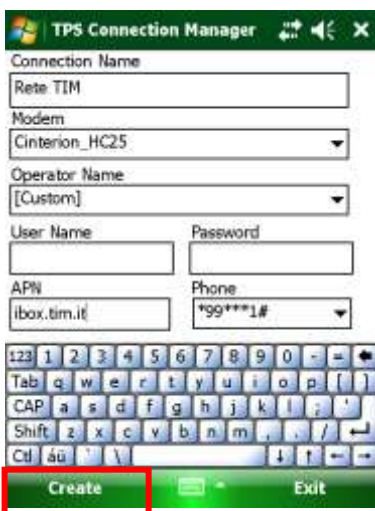 TPS Connection Manager
Connection Name
Rete TIM
Modem
Cinterion_HC25
Operator Name
[Custom]
User Name Password
APN Phone
ibox.tim.it *99***1#
123 1 2 3 4 5 6 7 8 9 0 - =
Tab q w e r t y u i o p [ ]
CAP a s d f g h j k l ; '
Shift z x c v b n m , . /
Ctl áü ` \
Create Exit